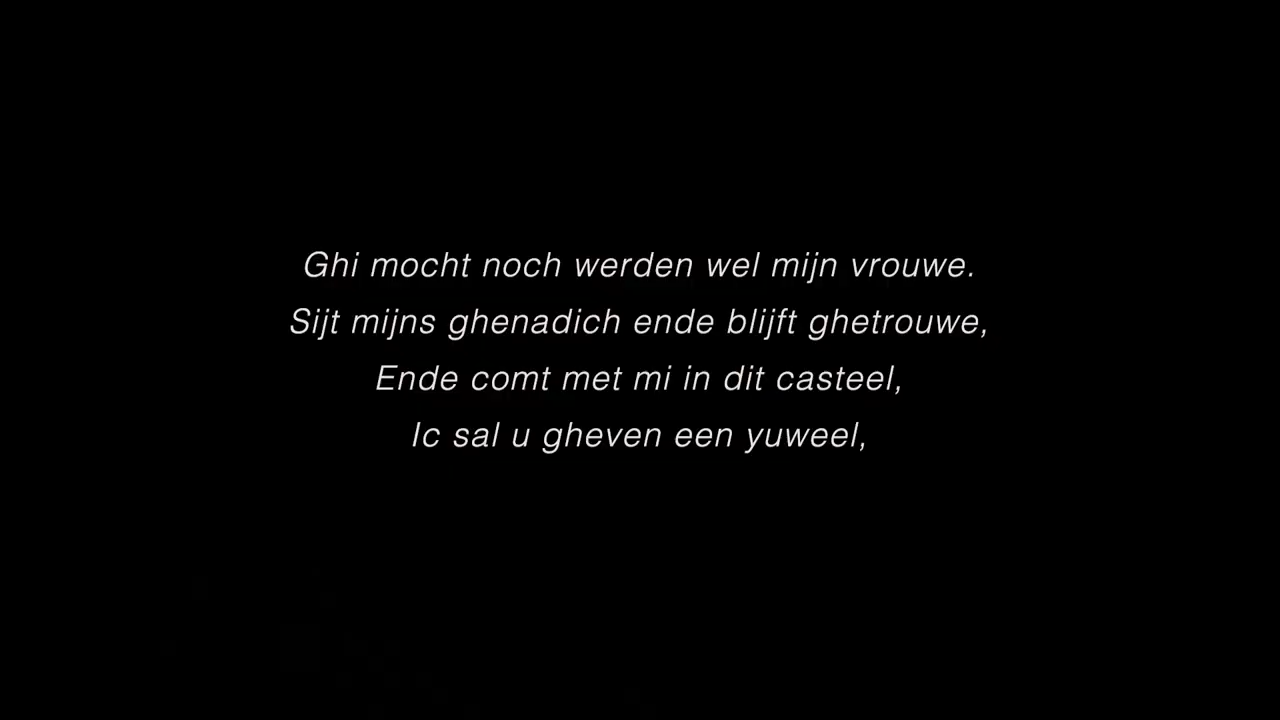 Ghi mocht noch werden wel mijn vrouwe.
Sijt mijns ghenadich ende blijft ghetrouwe,
Ende comt met mi in dit casteel,
Ic sal u gheven een yuweel,